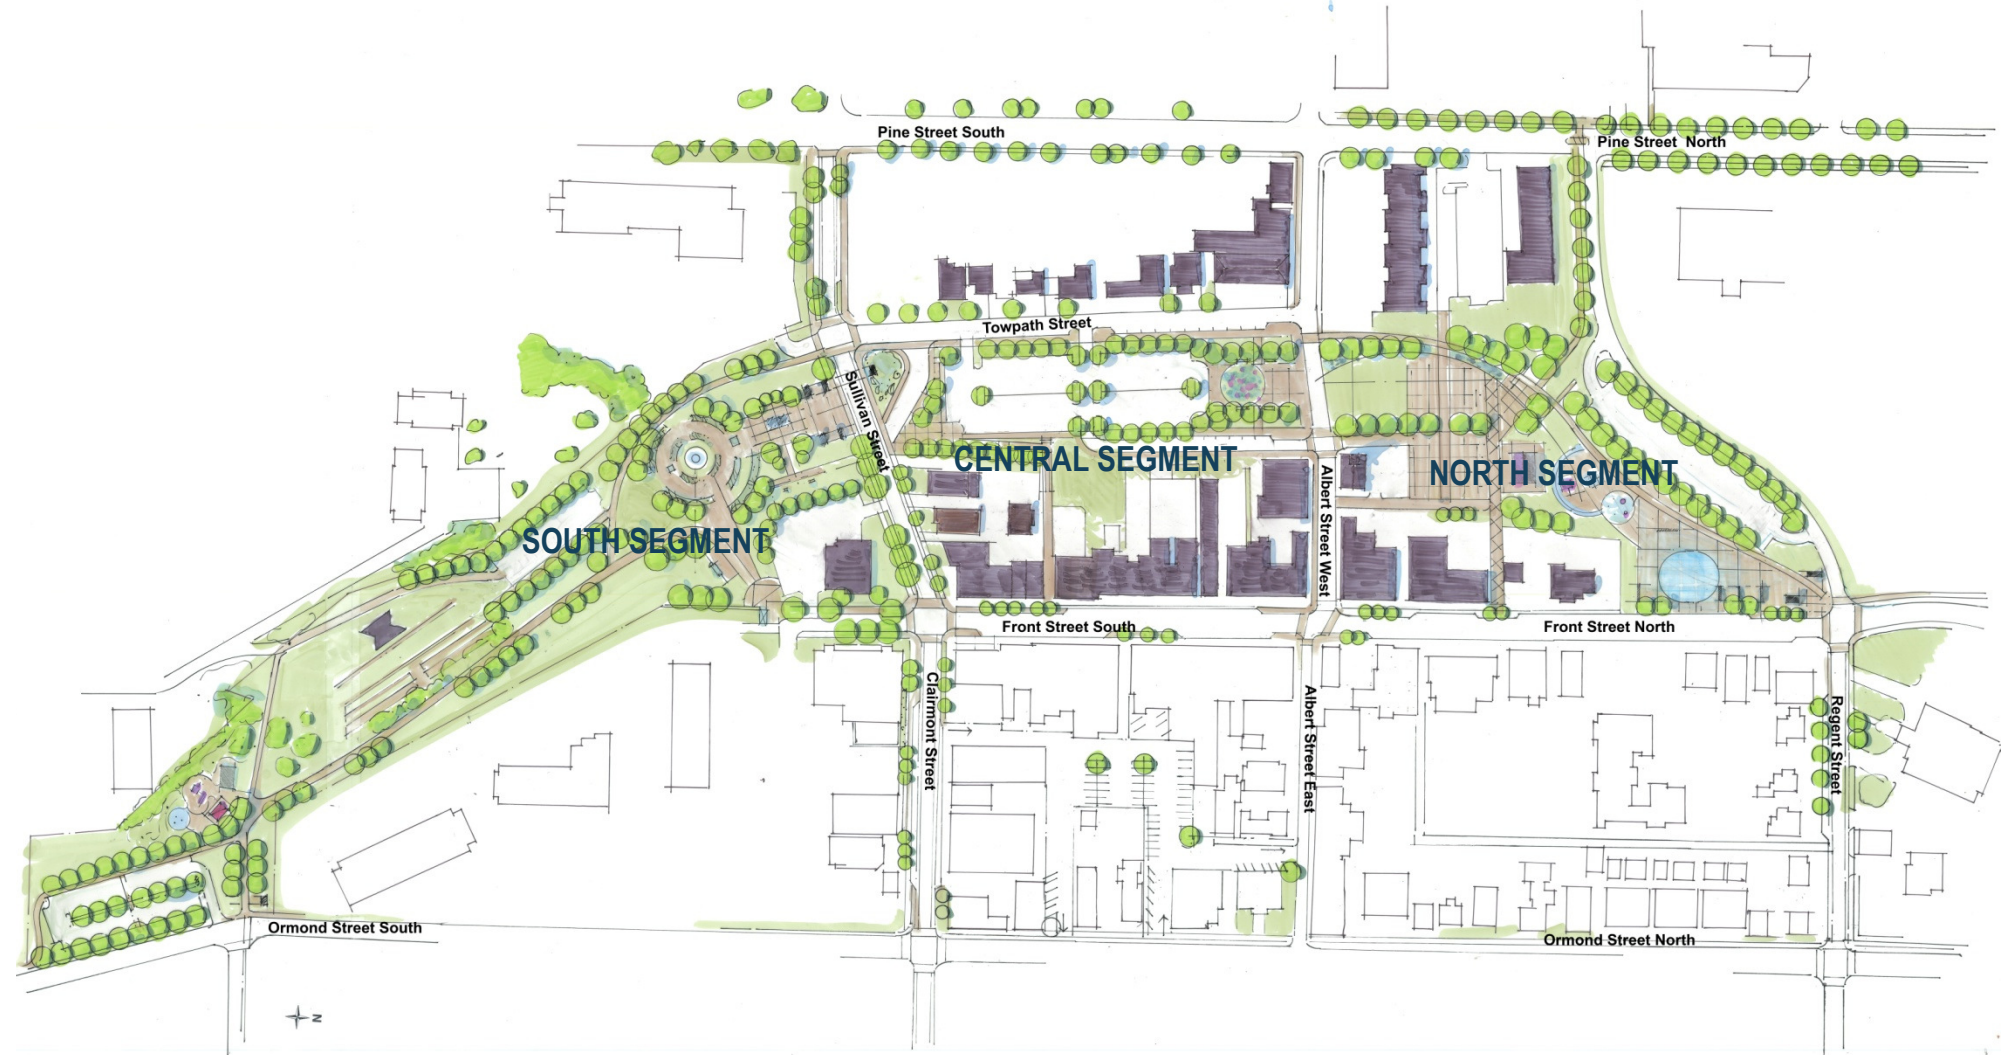 Pine Street South
Pine Street North
Towpath Street
Sullivan Street
CENTRAL SEGMENT
NORTH SEGMENT
SOUTH SEGMENT
Albert Street West
Front Street South
Front Street North
Clairmont Street
Albert Street East
Regent Street
Ormond Street South
Ormond Street North
N